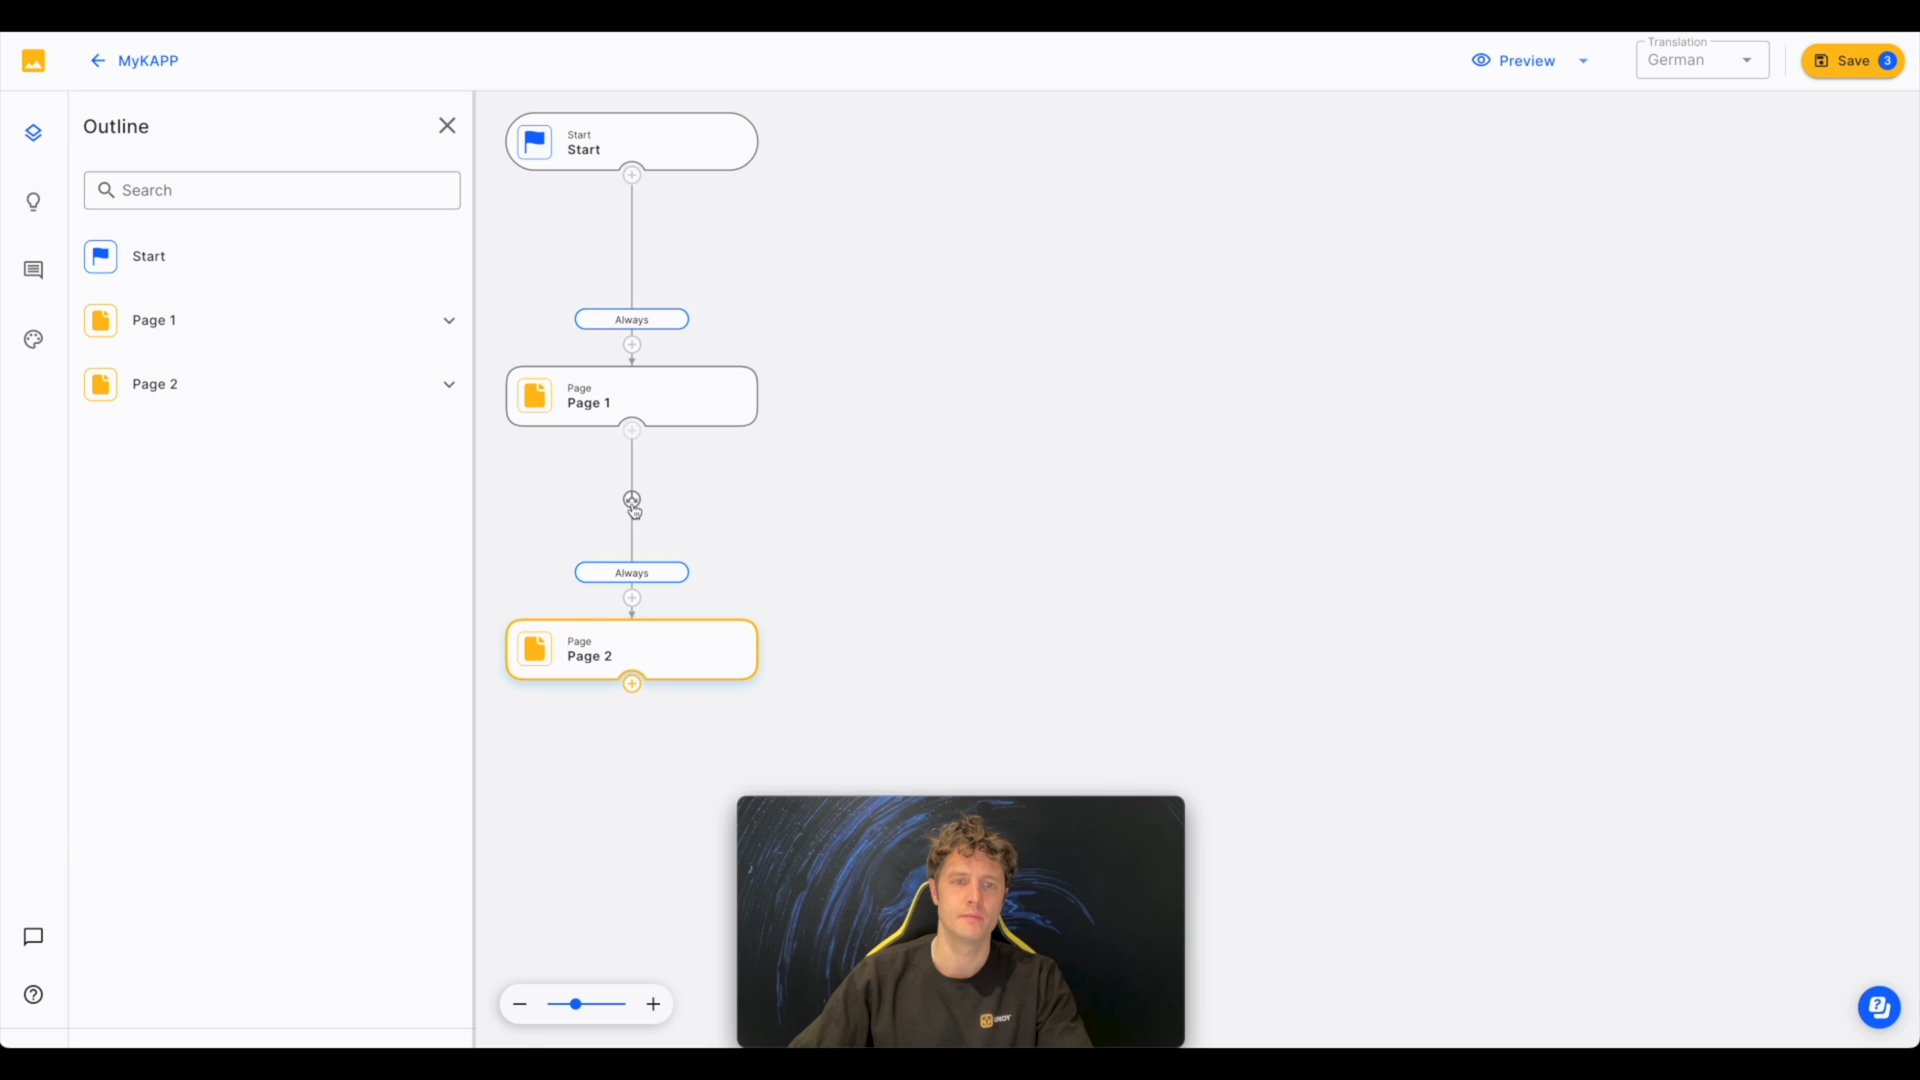 MyKAPP
Preview
Translation
German
Save 3
Outline
Search
Start
Page 1
Page 2
Start
Start
Always
Page
Page 1
Always
Page
Page 2